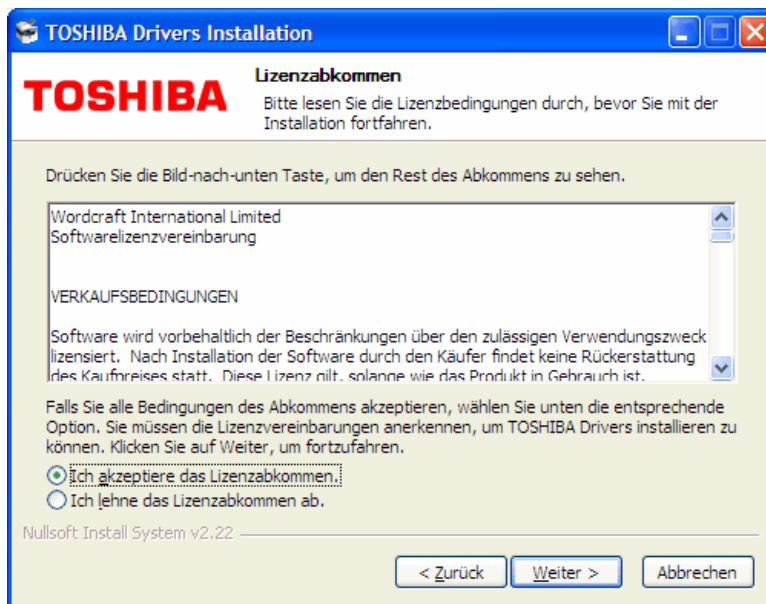 TOSHIBA Drivers Installation
TOSHIBA
Lizenzabkommen
Bitte lesen Sie die Lizenzbedingungen durch, bevor Sie mit der
Installation fortfahren.
Drücken Sie die Bild-nach-unten Taste, um den Rest des Abkommens zu sehen.
Wordcraft International Limited
Softwarelizenzvereinbarung
VERKAUFSBEDINGUNGEN
Software wird vorbehaltlich der Beschränkungen über den zulässigen Verwendungszweck
lizensiert. Nach Installation der Software durch den Käufer findet keine Rückerstattung
des Kaufpreises statt. Diese Lizenz gilt, solange wie das Produkt in Gebrauch ist.
Falls Sie alle Bedingungen des Abkommens akzeptieren, wählen Sie unten die entsprechende
Option. Sie müssen die Lizenzvereinbarungen anerkennen, um TOSHIBA Drivers installieren zu
können. Klicken Sie auf Weiter, um fortzufahren.
Ich akzeptiere das Lizenzabkommen.
Ich lehne das Lizenzabkommen ab.
Nullsoft Install System v2.22
< Zurück
Weiter >
Abbrechen